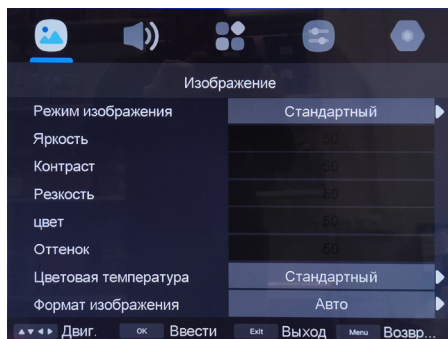 Изображение
Режим изображения Стандартный
Яркость 50
Контраст 50
Резкость 50
цвет 50
Оттенок 50
Цветовая температура Стандартный
Формат изображения Авто
Двиг. OK Ввести Exit Выход Menu Возвр...